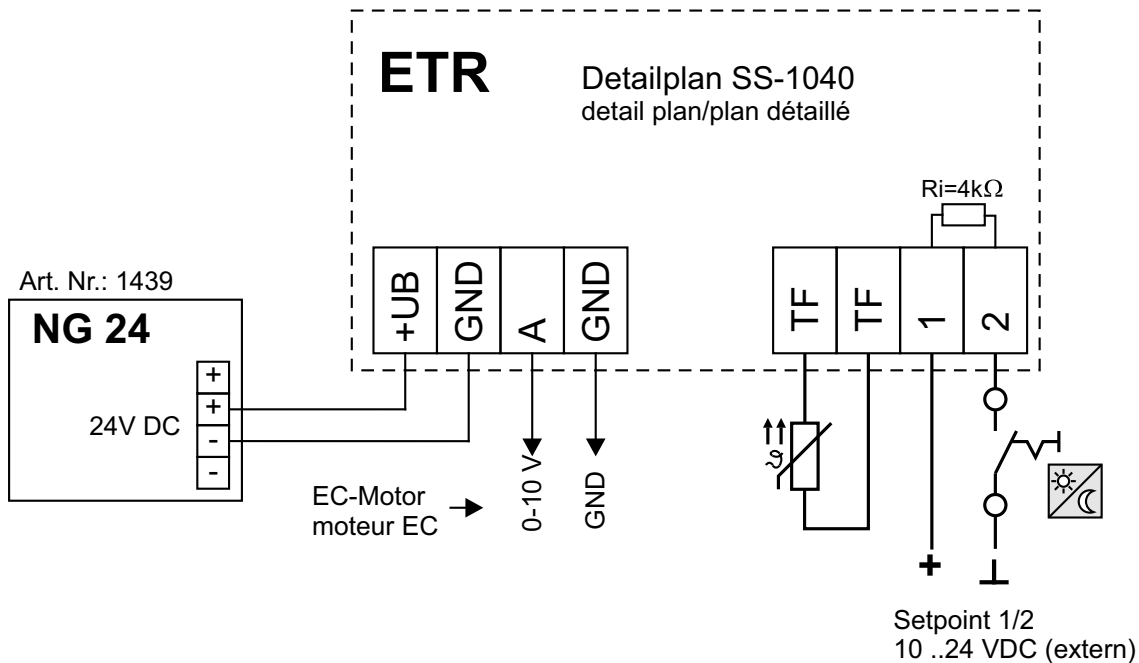 ETR
Detailplan SS-1040
detail plan/plan détaillé
Ri=4kΩ
Art. Nr.: 1439
NG 24
24V DC
+
+
-
-
+UB
GND
A
GND
TF
TF
1
2
EC-Motor
moteur EC
0-10 V
GND
ϑ
+
Setpoint 1/2
10 ..24 VDC (extern)